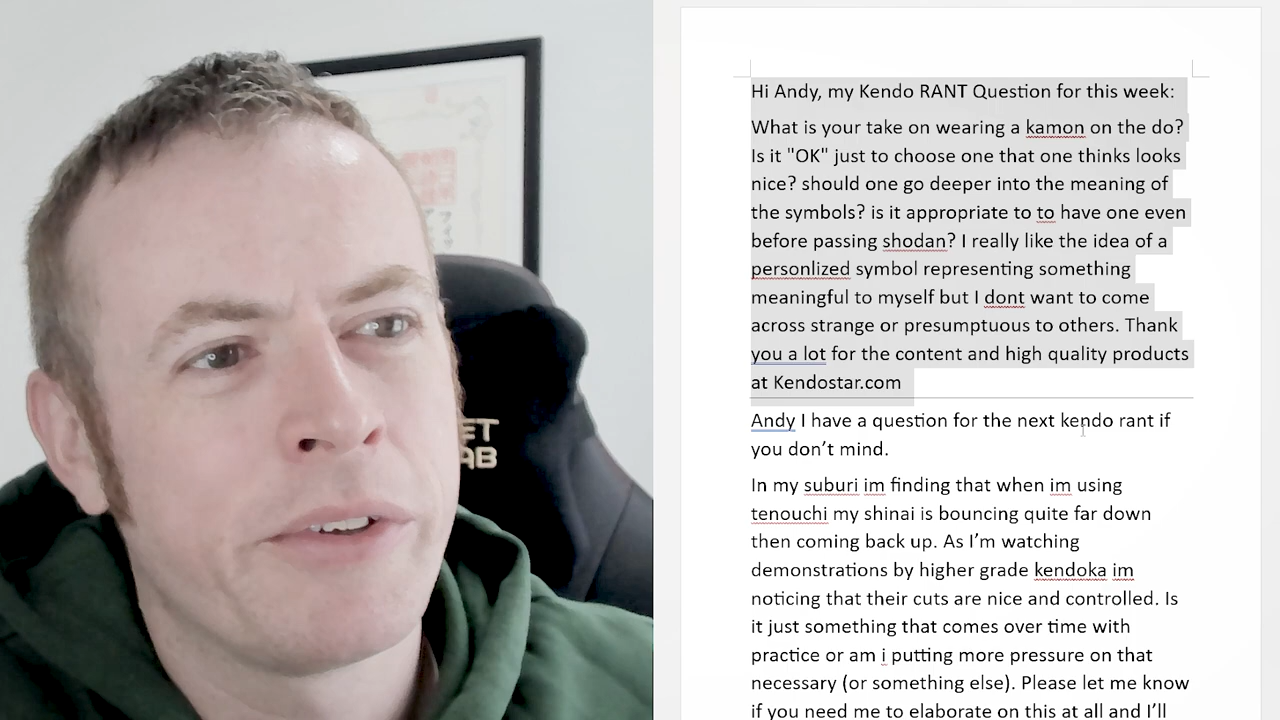 Hi Andy, my Kendo RANT Question for this week:
What is your take on wearing a kamon on the do?
Is it "OK" just to choose one that one thinks looks
nice? should one go deeper into the meaning of
the symbols? is it appropriate to to have one even
before passing shodan? I really like the idea of a
personlized symbol representing something
meaningful to myself but I dont want to come
across strange or presumptuous to others. Thank
you a lot for the content and high quality products
at Kendostar.com
Andy I have a question for the next kendo rant if
you don’t mind.
In my suburi im finding that when im using
tenouchi my shinai is bouncing quite far down
then coming back up. As I’m watching
demonstrations by higher grade kendoka im
noticing that their cuts are nice and controlled. Is
it just something that comes over time with
practice or am i putting more pressure on that
necessary (or something else). Please let me know
if you need me to elaborate on this at all and I’ll